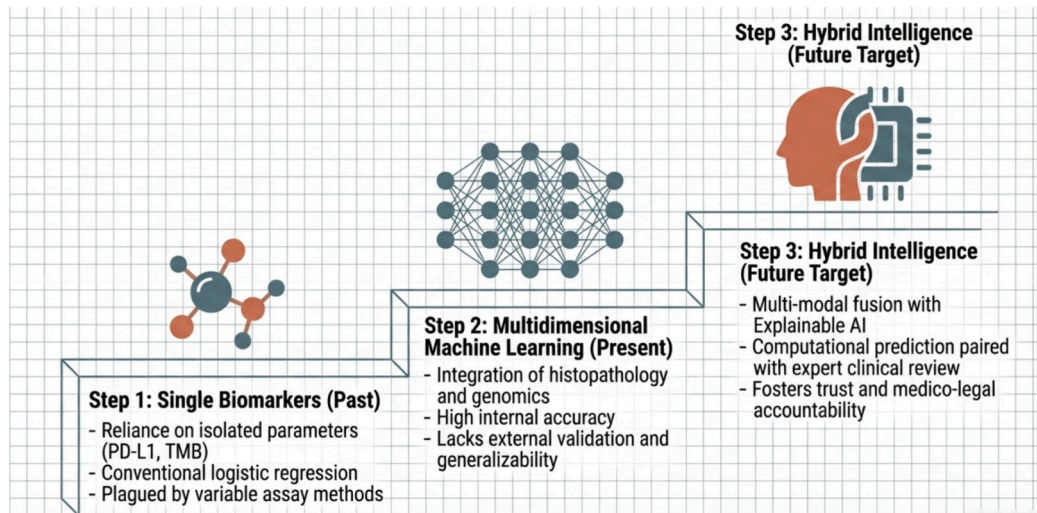 Step 1: Single Biomarkers (Past)
- Reliance on isolated parameters
(PD-L1, TMB)
- Conventional logistic regression
- Plagued by variable assay methods
Step 2: Multidimensional
Machine Learning (Present)
- Integration of histopathology
and genomics
- High internal accuracy
- Lacks external validation and
generalizability
Step 3: Hybrid Intelligence
(Future Target)
Step 3: Hybrid Intelligence
(Future Target)
- Multi-modal fusion with
Explainable AI
- Computational prediction paired
with expert clinical review
- Fosters trust and medico-legal
accountability